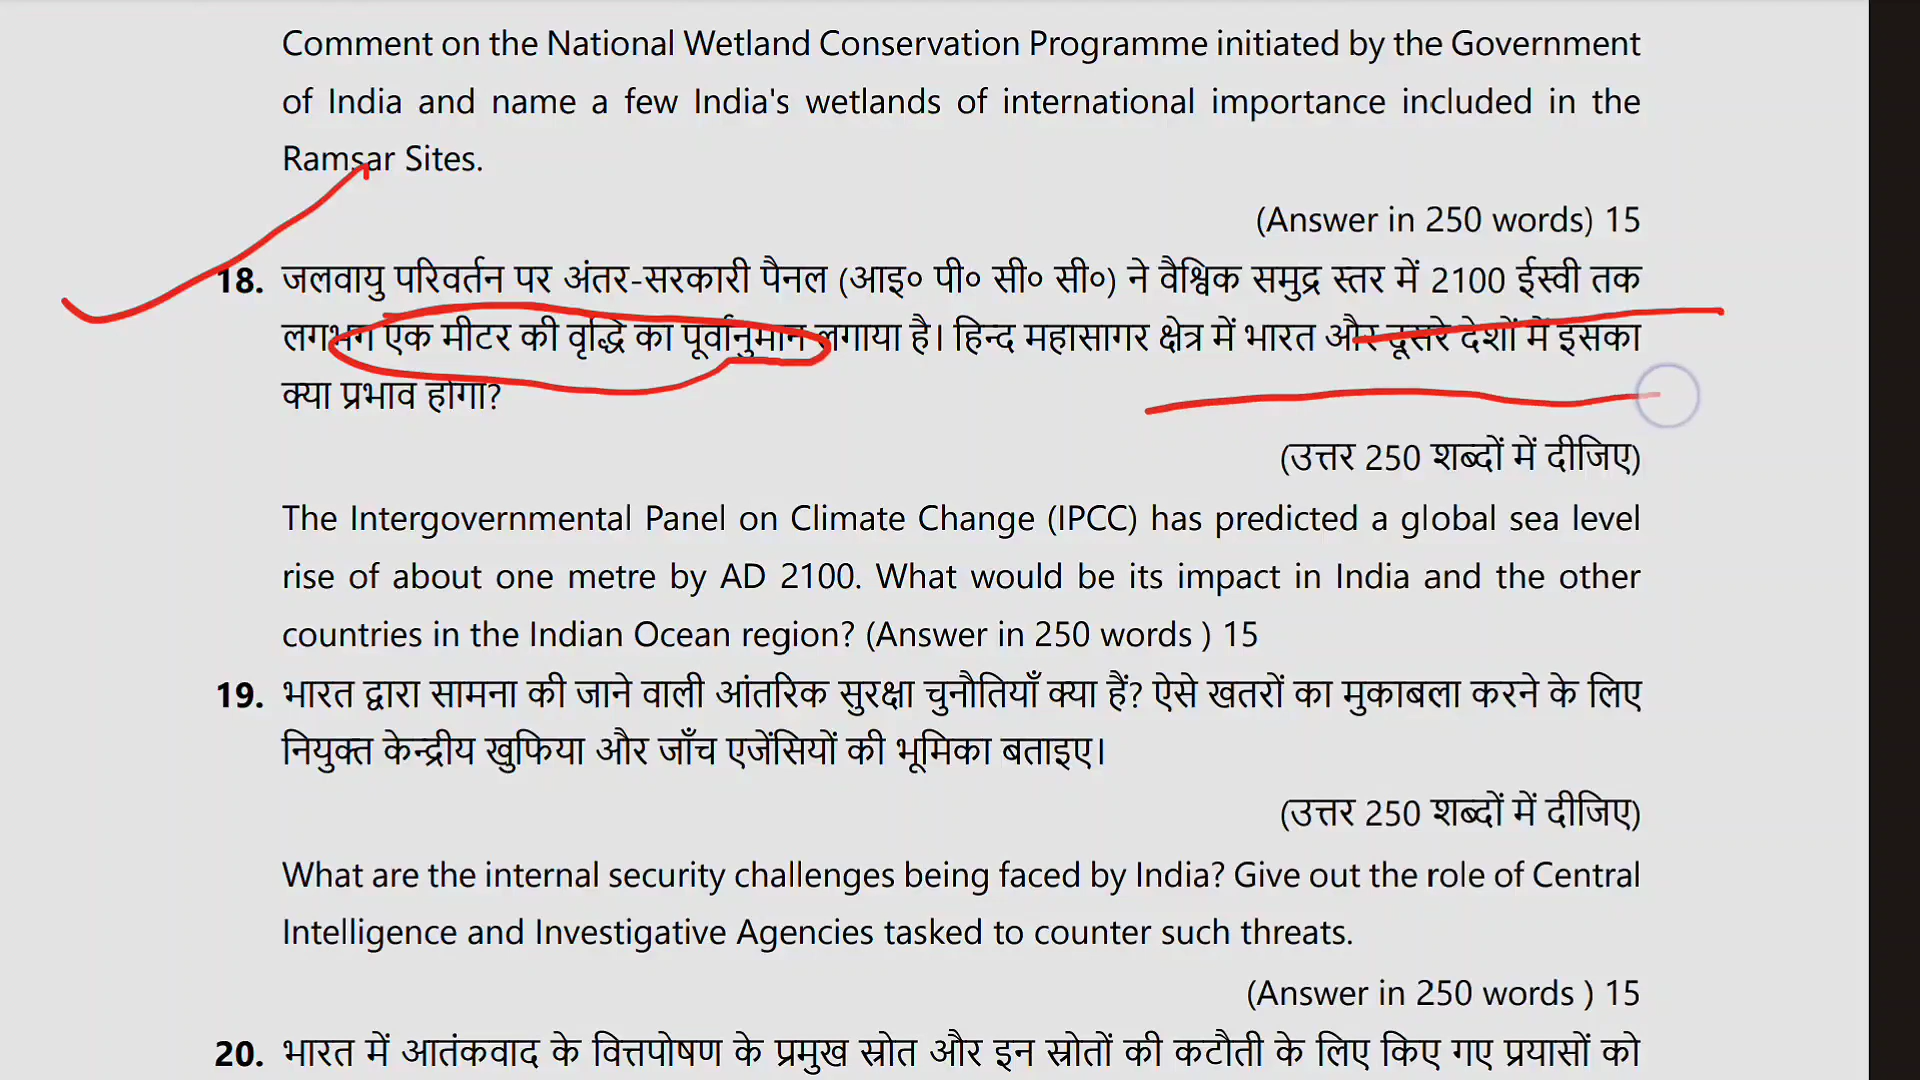 Comment on the National Wetland Conservation Programme initiated by the Government
of India and name a few India's wetlands of international importance included in the
Ramsar Sites.
(Answer in 250 words) 15
18. जलवायु परिवर्तन पर अंतर-सरकारी पैनल (आइ० पी० सी० सी०) ने वैश्विक समुद्र स्तर में 2100 ईस्वी तक
लगभग एक मीटर की वृद्धि का पूर्वानुमान लगाया है। हिन्द महासागर क्षेत्र में भारत और दूसरे देशों में इसका
क्या प्रभाव होगा?
(उत्तर 250 शब्दों में दीजिए)
The Intergovernmental Panel on Climate Change (IPCC) has predicted a global sea level
rise of about one metre by AD 2100. What would be its impact in India and the other
countries in the Indian Ocean region? (Answer in 250 words ) 15
19. भारत द्वारा सामना की जाने वाली आंतरिक सुरक्षा चुनौतियाँ क्या हैं? ऐसे खतरों का मुकाबला करने के लिए
नियुक्त केन्द्रीय खुफिया और जाँच एजेंसियों की भूमिका बताइए।
(उत्तर 250 शब्दों में दीजिए)
What are the internal security challenges being faced by India? Give out the role of Central
Intelligence and Investigative Agencies tasked to counter such threats.
(Answer in 250 words ) 15
20. भारत में आतंकवाद के वित्तपोषण के प्रमुख स्रोत और इन स्रोतों की कटौती के लिए किए गए प्रयासों को